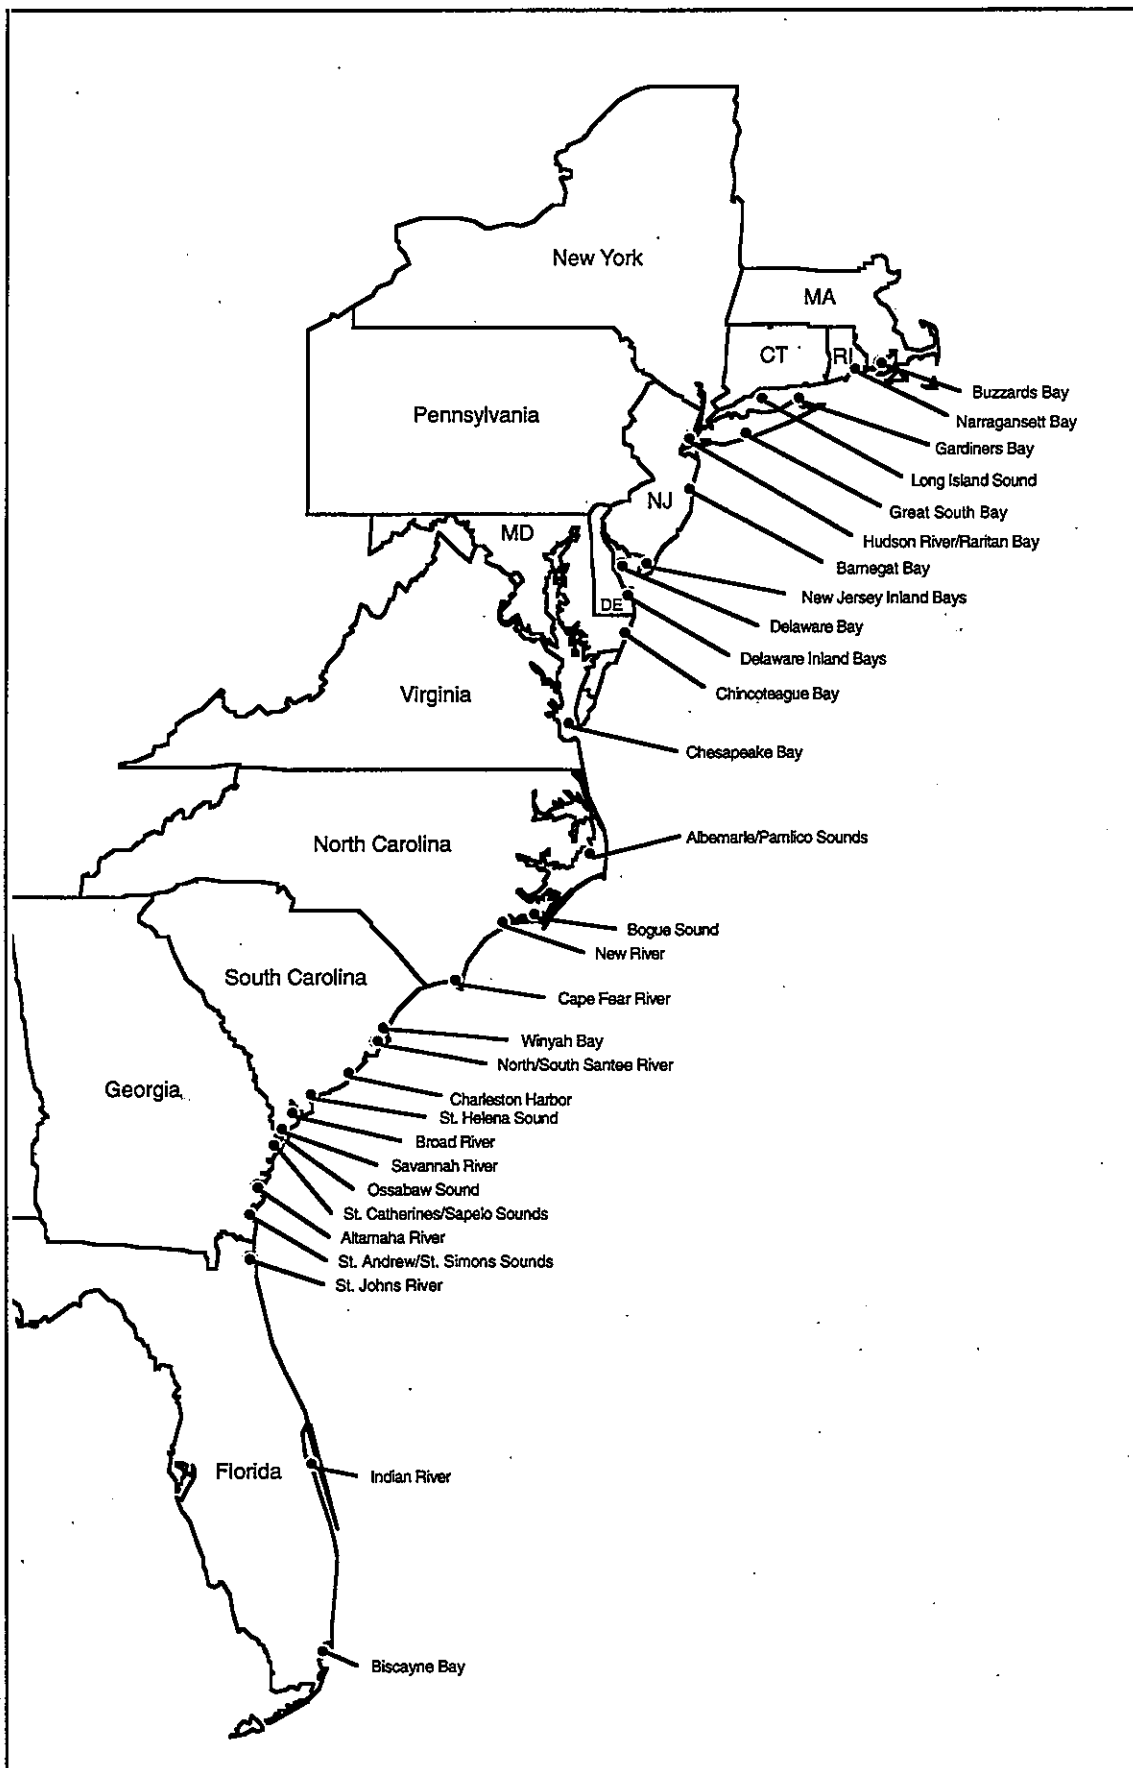 New York
MA
CT
RI
Buzzards Bay
Pennsylvania
Narragansett Bay
Gardiners Bay
Long Island Sound
NJ
Great South Bay
MD
Hudson River/Raritan Bay
Barnegat Bay
New Jersey Inland Bays
DE
Delaware Bay
Delaware Inland Bays
Virginia
Chincoteague Bay
Chesapeake Bay
North Carolina
Albemarle/Pamlico Sounds
Bogue Sound
New River
South Carolina
Cape Fear River
Winyah Bay
North/South Santee River
Georgia
Charleston Harbor
St. Helena Sound
Broad River
Savannah River
Ossabaw Sound
St. Catherines/Sapelo Sounds
Altamaha River
St. Andrew/St. Simons Sounds
St. Johns River
Florida
Indian River
Biscayne Bay